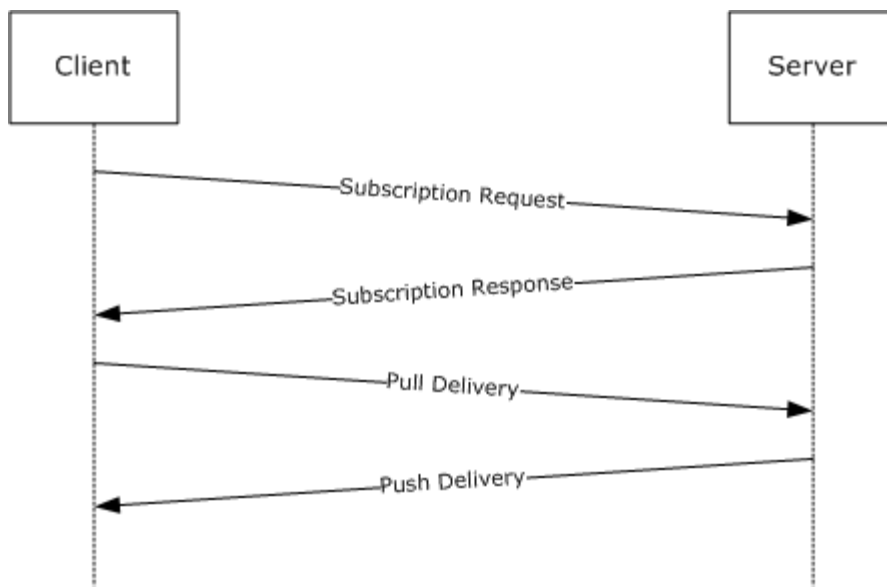 Client
Server
Subscription Request
Subscription Response
Pull Delivery
Push Delivery